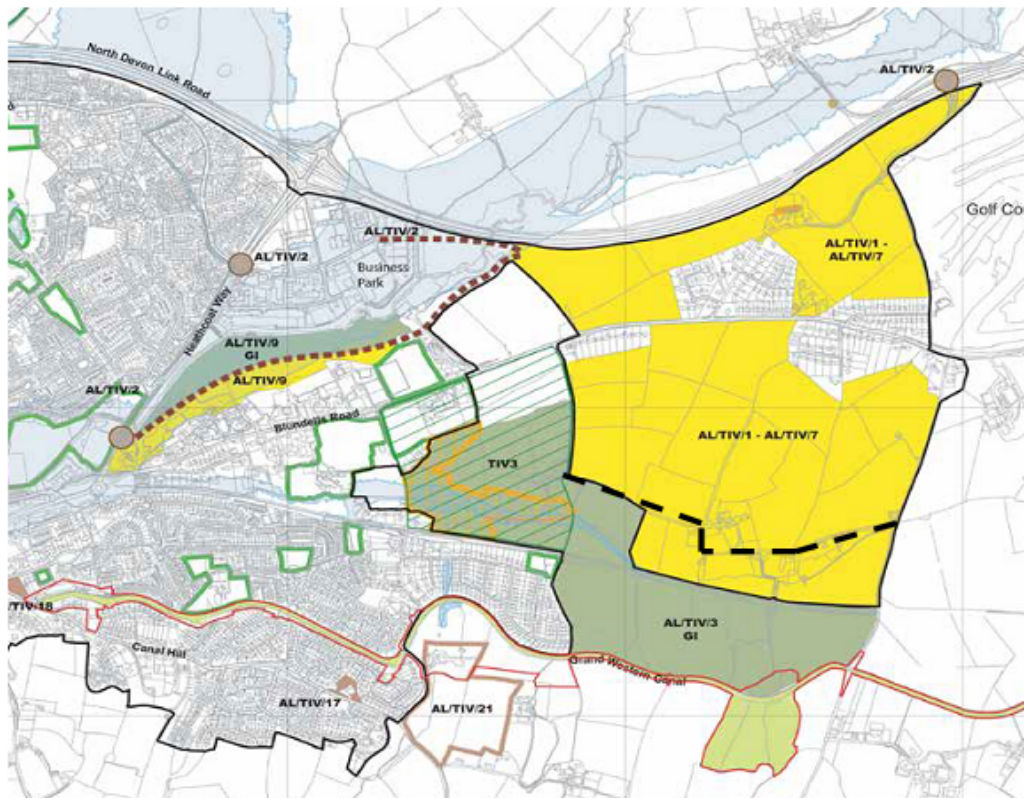 North Devon Link Road
AL/TIV/2
Golf Co
AL/TIV/2
AL/TIV/1 -
AL/TIV/7
AL/TIV/2
Business
Park
Heathcoat Way
AL/TIV/9
GI
AL/TIV/9
AL/TIV/2
Blundells Road
AL/TIV/1 - AL/TIV/7
TIV3
/TIV/18
AL/TIV/3
GI
Canal Hill
Grand Western Canal
AL/TIV/17
AL/TIV/21